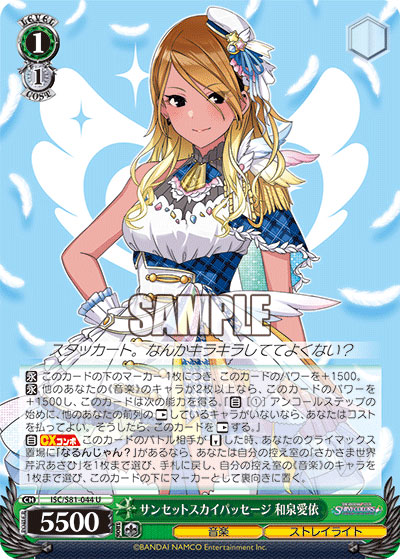 LEVEL
1
1
COST
SAMPLE
スタッカート。なんかキラキラしててよくない？
永 このカードの下のマーカー1枚につき、このカードのパワーを＋1500。
永 他のあなたの《音楽》のキャラが2枚以上なら、このカードのパワーを
＋1500し、このカードは次の能力を得る。『自［①］ アンコールステップの
始めに、他のあなたの前列の しているキャラがいないなら、あなたはコスト
を払ってよい。そうしたら、このカードを する。』
自 CXコンボ このカードのバトル相手が した時、あなたのクライマックス
置場に「なるんじゃん？」があるなら、あなたは自分の控え室の「さかさま世界
芹沢あさひ」を1枚まで選び、手札に戻し、自分の控え室の《音楽》のキャラを
1枚まで選び、このカードの下にマーカーとして裏向きに置く。
CH
ISC/S81-044 U
5500
サンセットスカイパッセージ 和泉愛依
SHINY COLORS
音楽
ストレイライト
©BANDAI NAMCO Entertainment Inc.